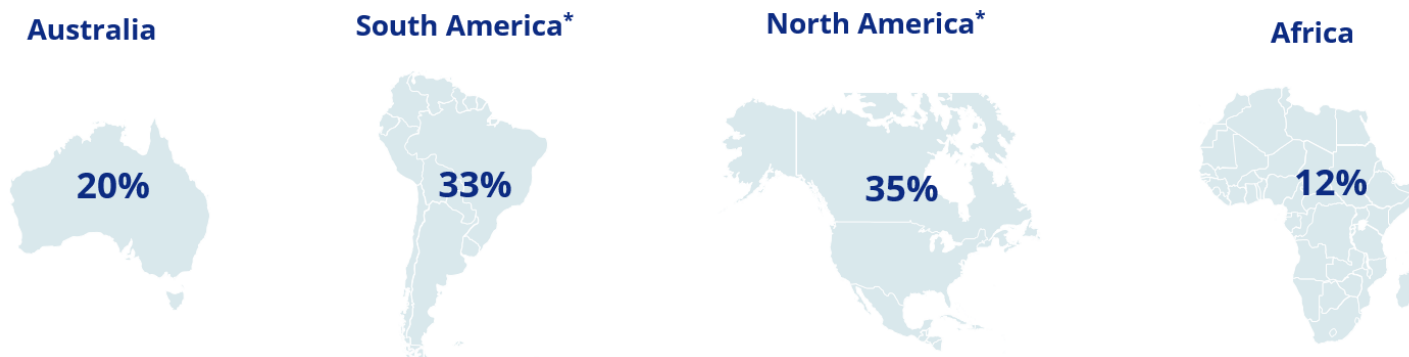 Australia
20%
South America*
33%
North America*
35%
Africa
12%